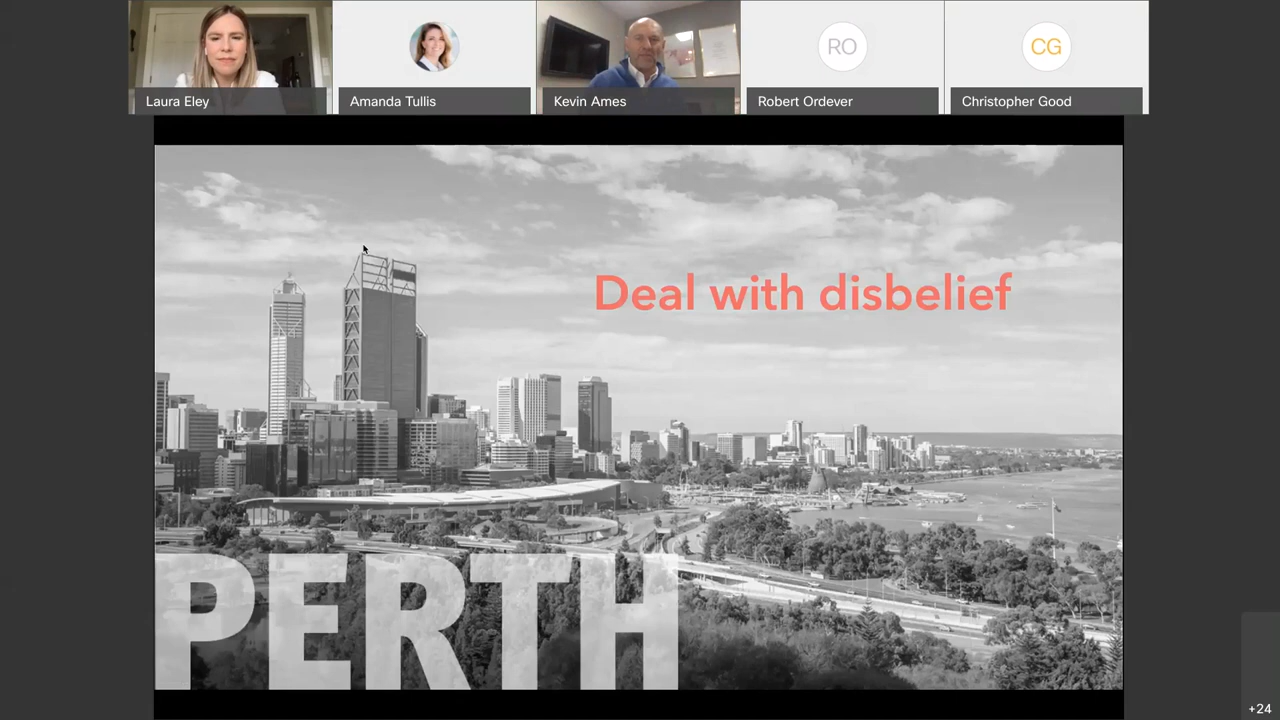 Laura Eley
Amanda Tullis
Kevin Ames
RO
Robert Ordever
CG
Christopher Good
Deal with disbelief
PERTH
+24